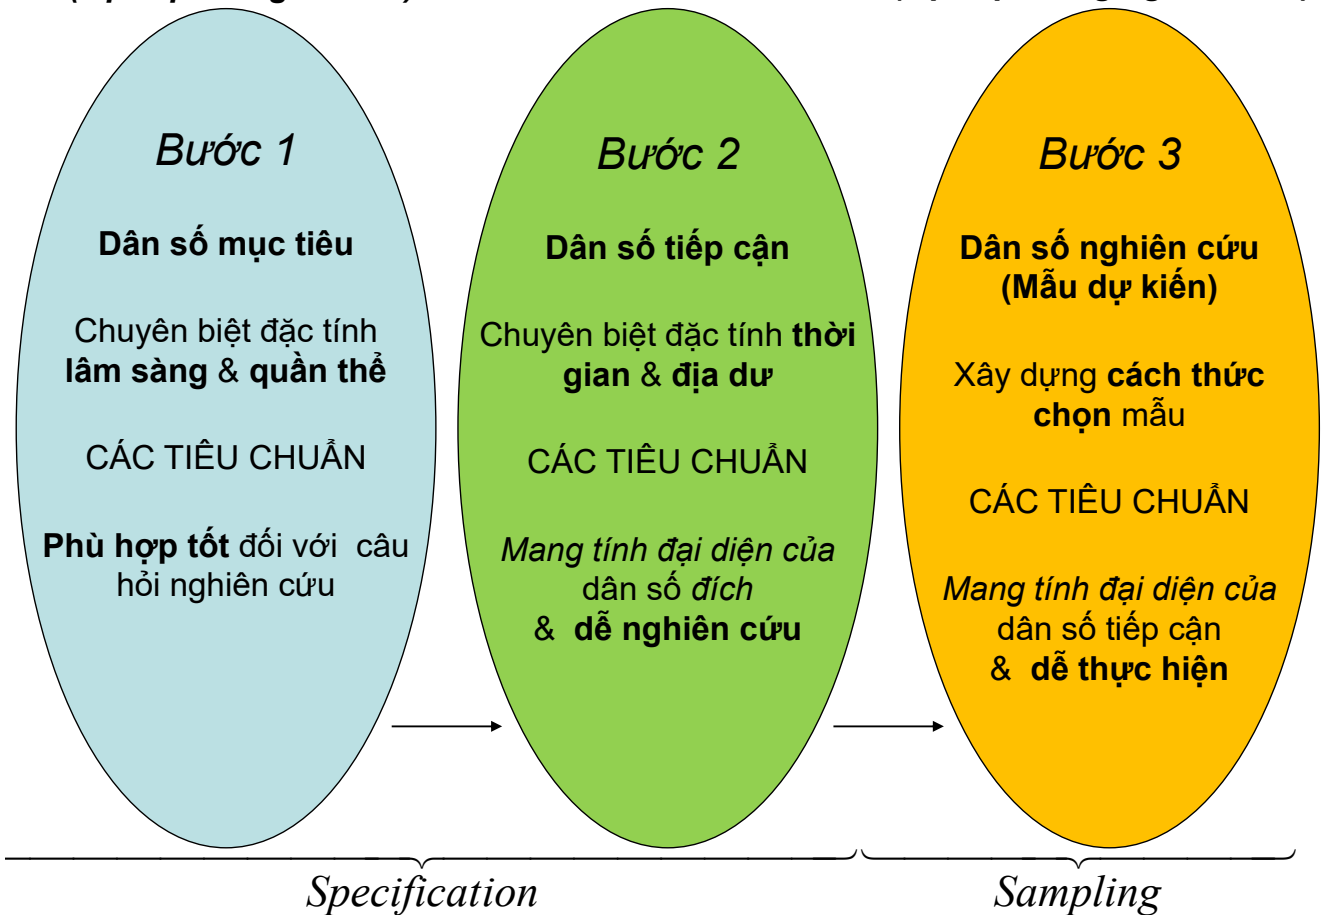 Bước 1
Dân số mục tiêu
Chuyên biệt đặc tính
lâm sàng & quần thể
CÁC TIÊU CHUẨN
Phù hợp tốt đối với câu
hỏi nghiên cứu
Bước 2
Dân số tiếp cận
Chuyên biệt đặc tính thời
gian & địa dư
CÁC TIÊU CHUẨN
Mang tính đại diện của
dân số đích
& dễ nghiên cứu
Bước 3
Dân số nghiên cứu
(Mẫu dự kiến)
Xây dựng cách thức
chọn mẫu
CÁC TIÊU CHUẨN
Mang tính đại diện của
dân số tiếp cận
& dễ thực hiện
Specification
Sampling